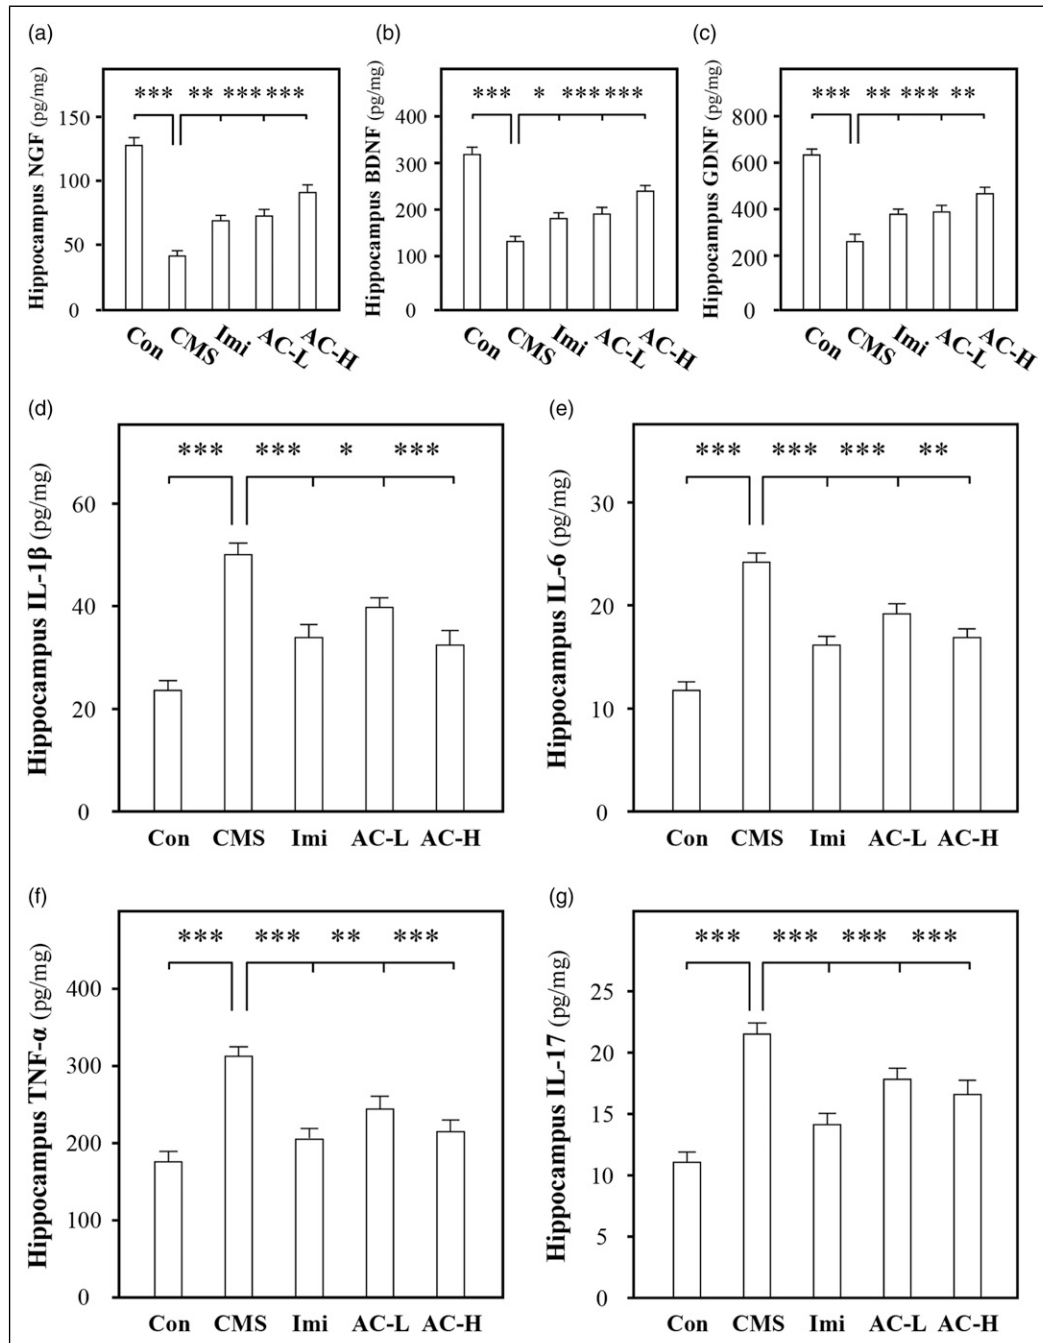 (a)
Hippocampus NGF (pg/mg)
*** ** *** ***
150
100
50
0
Con CMS Imi AC-L AC-H
(b)
Hippocampus BDNF (pg/mg)
*** * *** ***
400
300
200
100
0
Con CMS Imi AC-L AC-H
(c)
Hippocampus GDNF (pg/mg)
*** ** *** **
800
600
400
200
0
Con CMS Imi AC-L AC-H
(d)
Hippocampus IL-1β (pg/mg)
*** *** * ***
60
40
20
0
Con CMS Imi AC-L AC-H
(e)
Hippocampus IL-6 (pg/mg)
*** *** *** **
30
20
10
0
Con CMS Imi AC-L AC-H
(f)
Hippocampus TNF-α (pg/mg)
*** *** ** ***
400
300
200
100
0
Con CMS Imi AC-L AC-H
(g)
Hippocampus IL-17 (pg/mg)
*** *** *** ***
25
20
15
10
5
0
Con CMS Imi AC-L AC-H